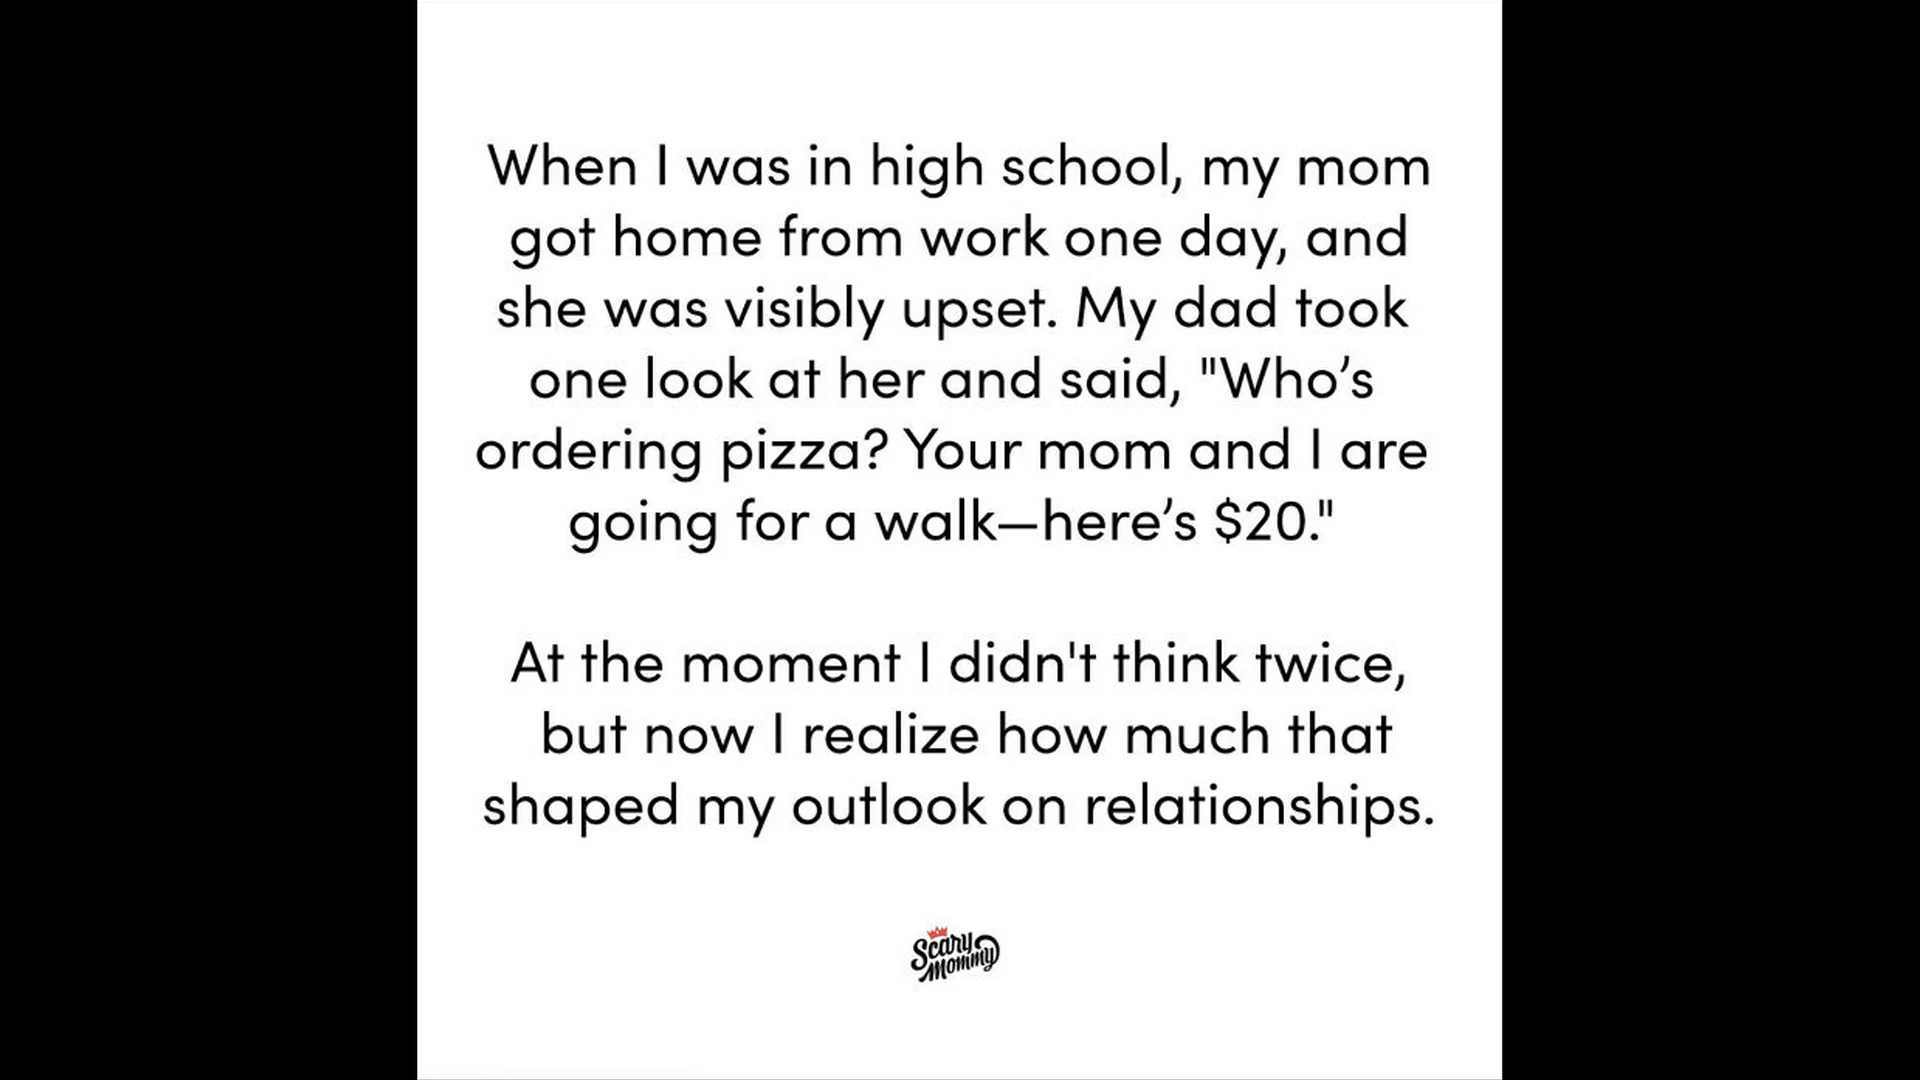 When I was in high school, my mom
got home from work one day, and
she was visibly upset. My dad took
one look at her and said, "Who’s
ordering pizza? Your mom and I are
going for a walk—here’s $20."
At the moment I didn't think twice,
but now I realize how much that
shaped my outlook on relationships.
Scary
Mommy